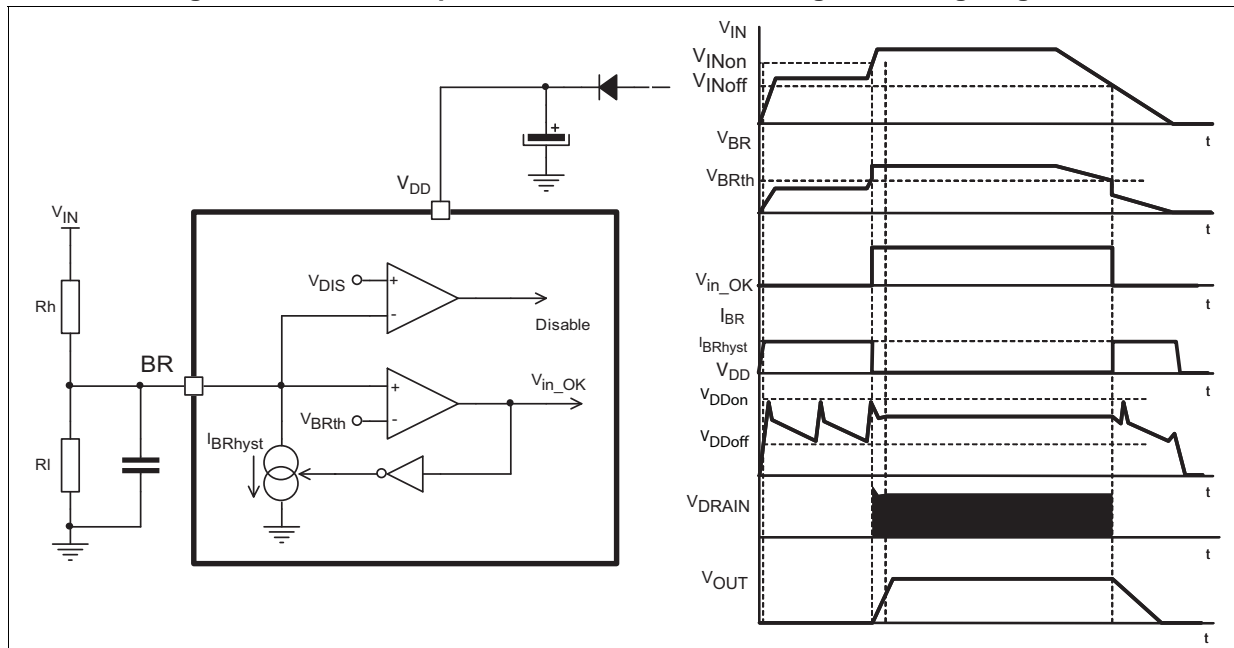 VDD
VIN
Rh
BR
Rl
+
VDIS
+
-
Disable
+
-
VBRth
Vin_OK
IBRhyst
VIN
VINon
VINoff
t
VBR
VBRth
t
Vin_OK
t
IBR
IBRhyst
t
VDD
VDDon
VDDoff
t
VDRAIN
t
VOUT
t